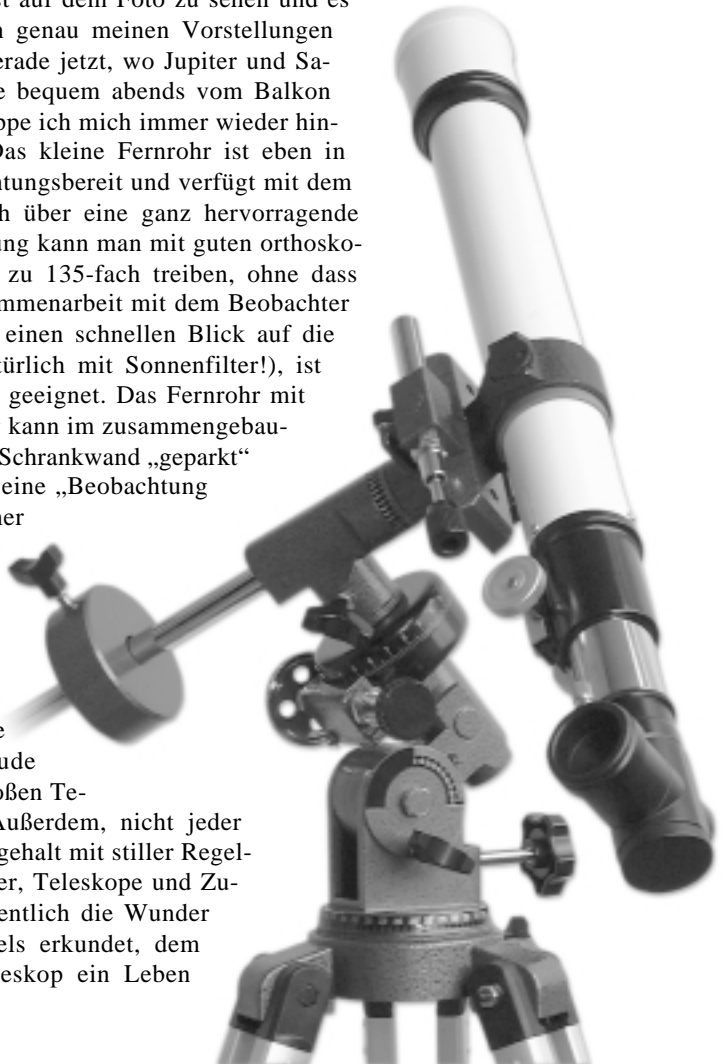 auf dem Foto zu sehen und es
genau meinen Vorstellungen
erade jetzt, wo Jupiter und Sa-
e bequem abends vom Balkon
ppe ich mich immer wieder hin-
Das kleine Fernrohr ist eben in
htungsbereit und verfügt mit dem
h über eine ganz hervorragende
ung kann man mit guten orthosko-
zu 135-fach treiben, ohne dass
mmenarbeit mit dem Beobachter
einen schnellen Blick auf die
türlich mit Sonnenfilter!), ist
geeignet. Das Fernrohr mit
kann im zusammengebau-
Schrankwand „geparkt“
eine „Beobachtung
ner
e
ude
oßen Te-
Außerdem, nicht jeder
gehalt mit stiller Regel-
er, Teleskope und Zu-
entlich die Wunder
els erkundet, dem
eskop ein Leben